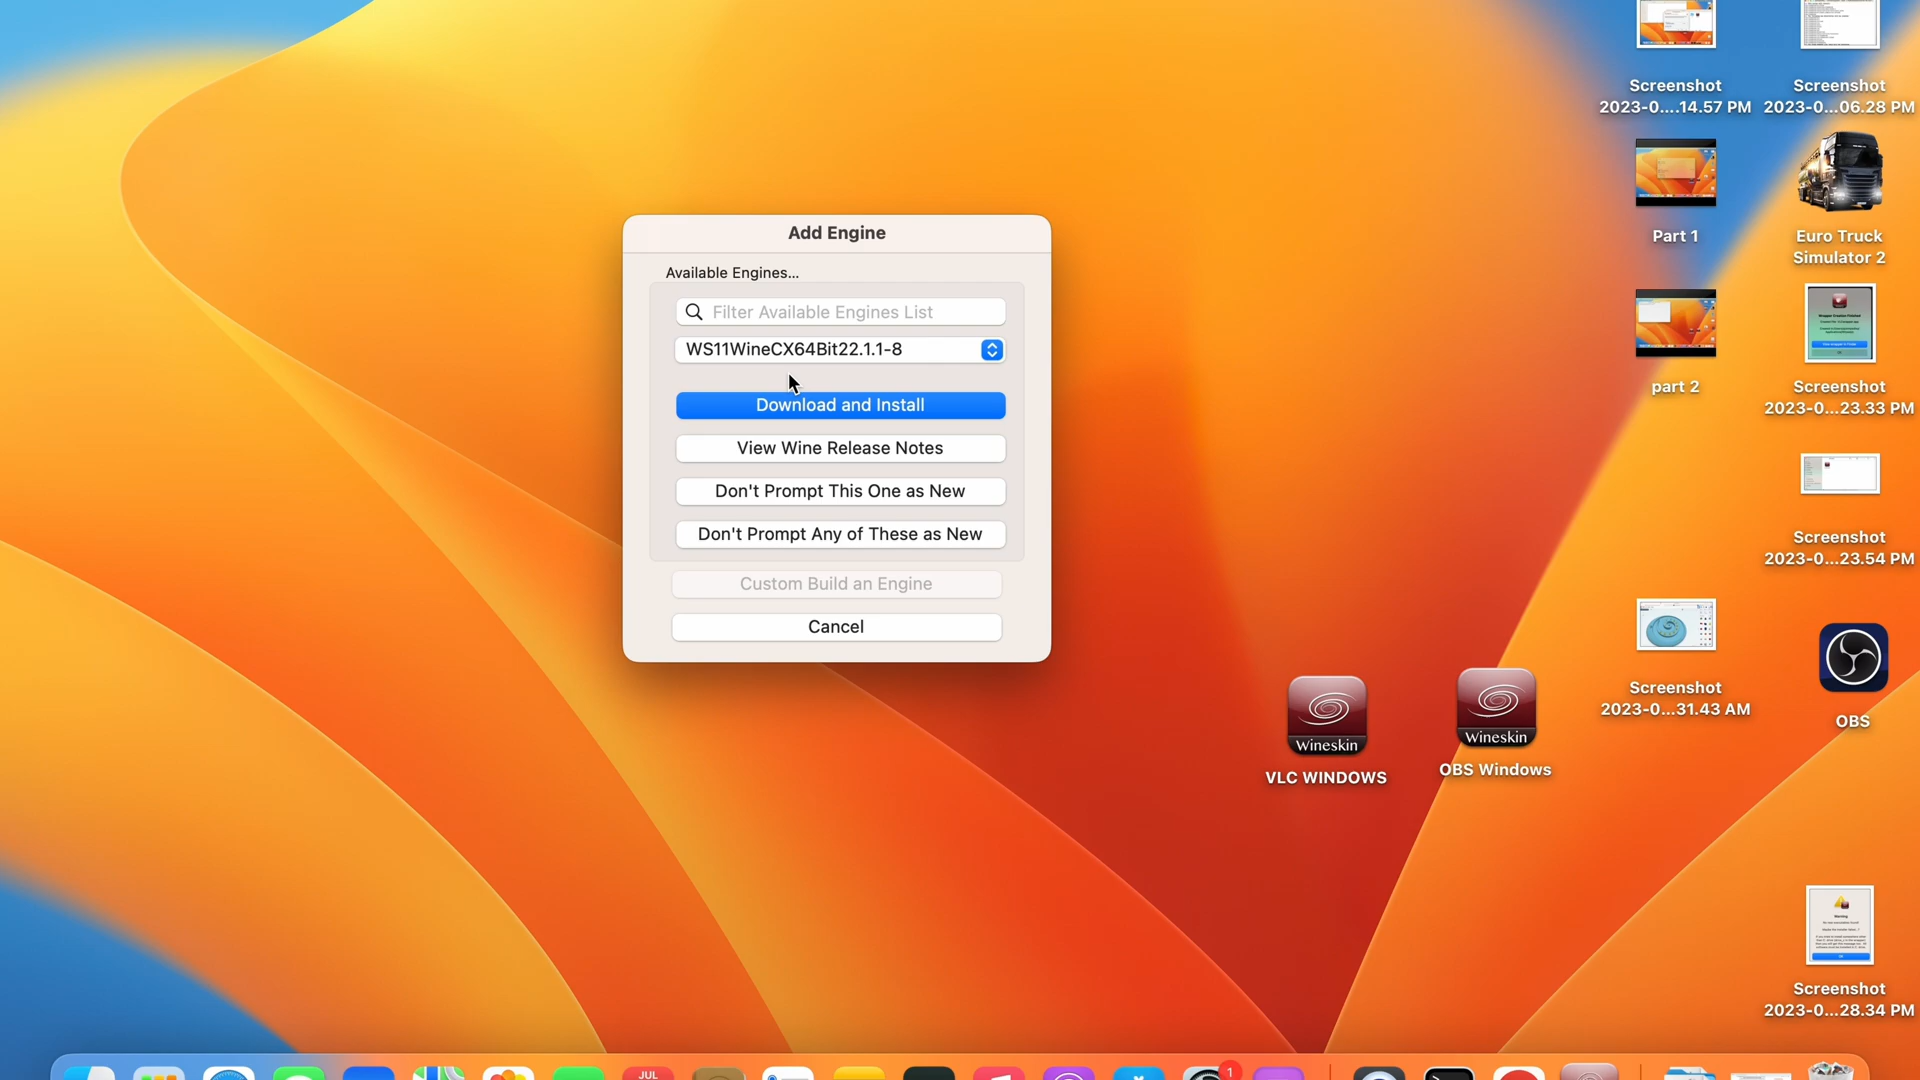 Add Engine
Available Engines...
Filter Available Engines List
WS11WineCX64Bit22.1.1-8
Download and Install
View Wine Release Notes
Don't Prompt This One as New
Don't Prompt Any of These as New
Custom Build an Engine
Cancel
Screenshot
2023-0....14.57 PM
Screenshot
2023-0...06.28 PM
Part 1
Euro Truck
Simulator 2
part 2
Screenshot
2023-0...23.33 PM
Screenshot
2023-0...23.54 PM
Screenshot
2023-0...31.43 AM
OBS
Wineskin
VLC WINDOWS
Wineskin
OBS Windows
Screenshot
2023-0...28.34 PM
JUL
1